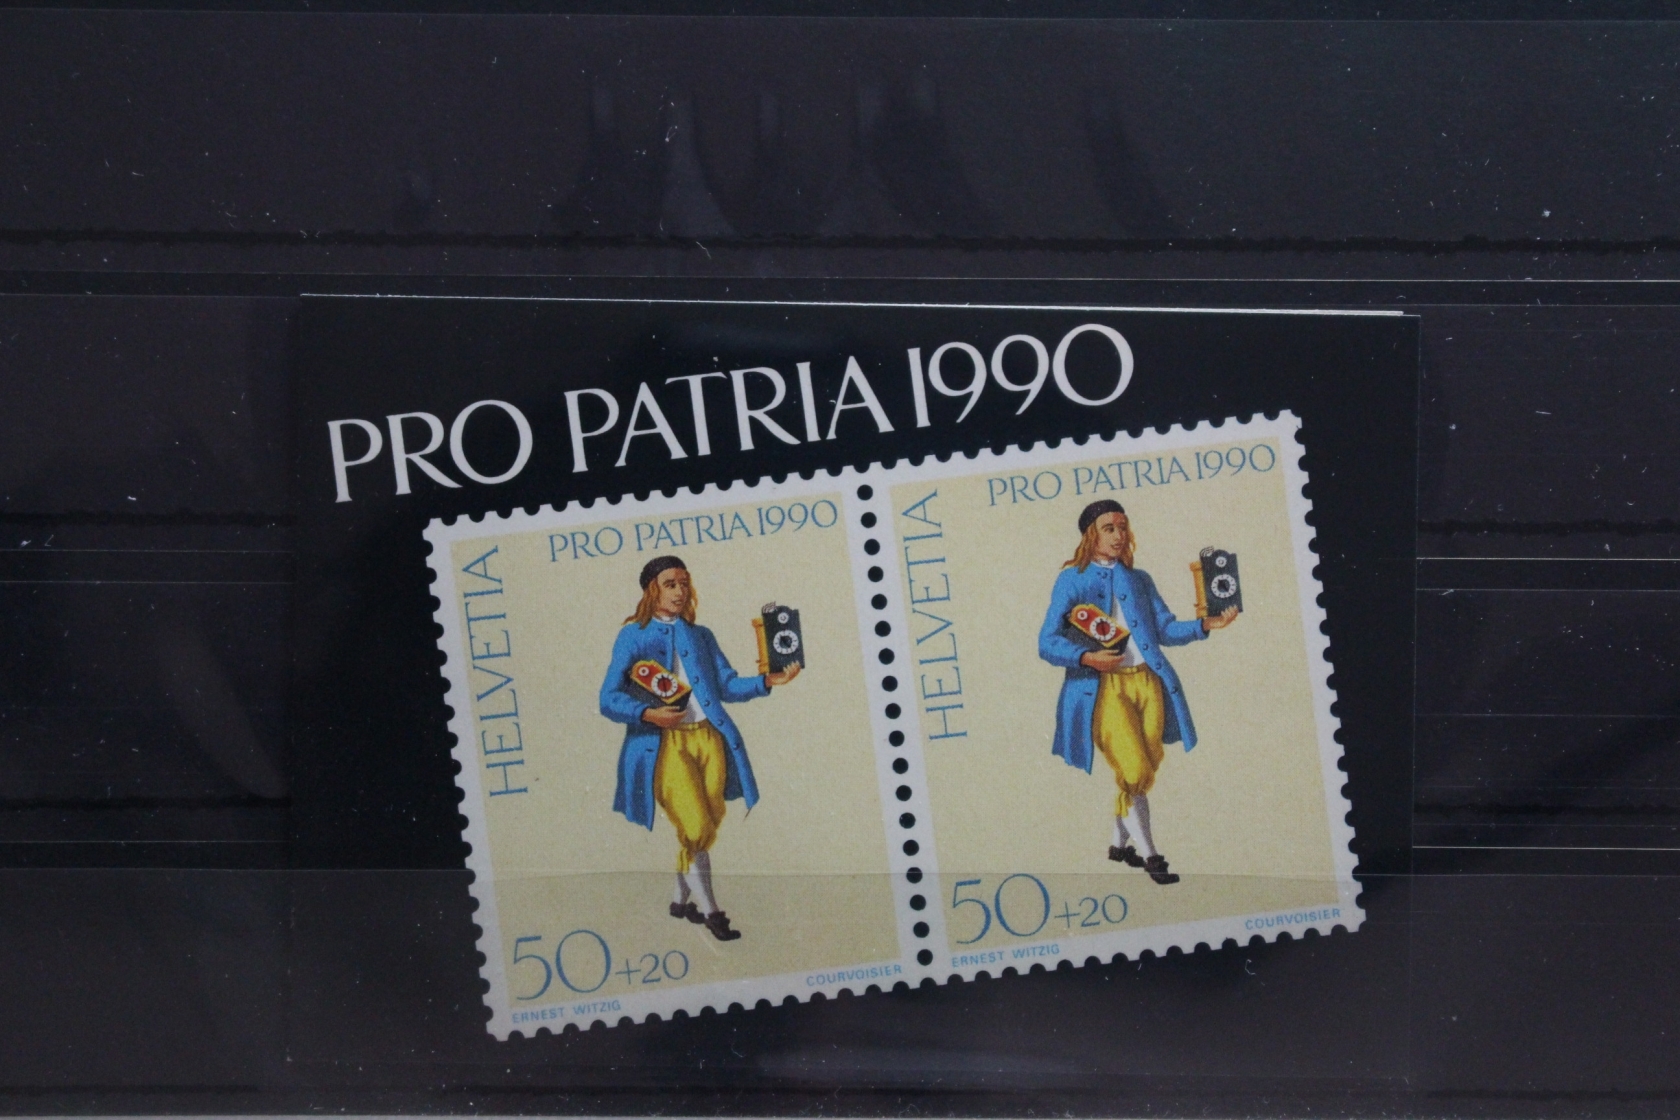 PRO PATRIA 1990
PRO PATRIA 1990
HELVETIA
50+20
ERNEST WITZIG
COURVOISIER
PRO PATRIA 1990
HELVETIA
50+20
ERNEST WITZIG
COURVOISIER